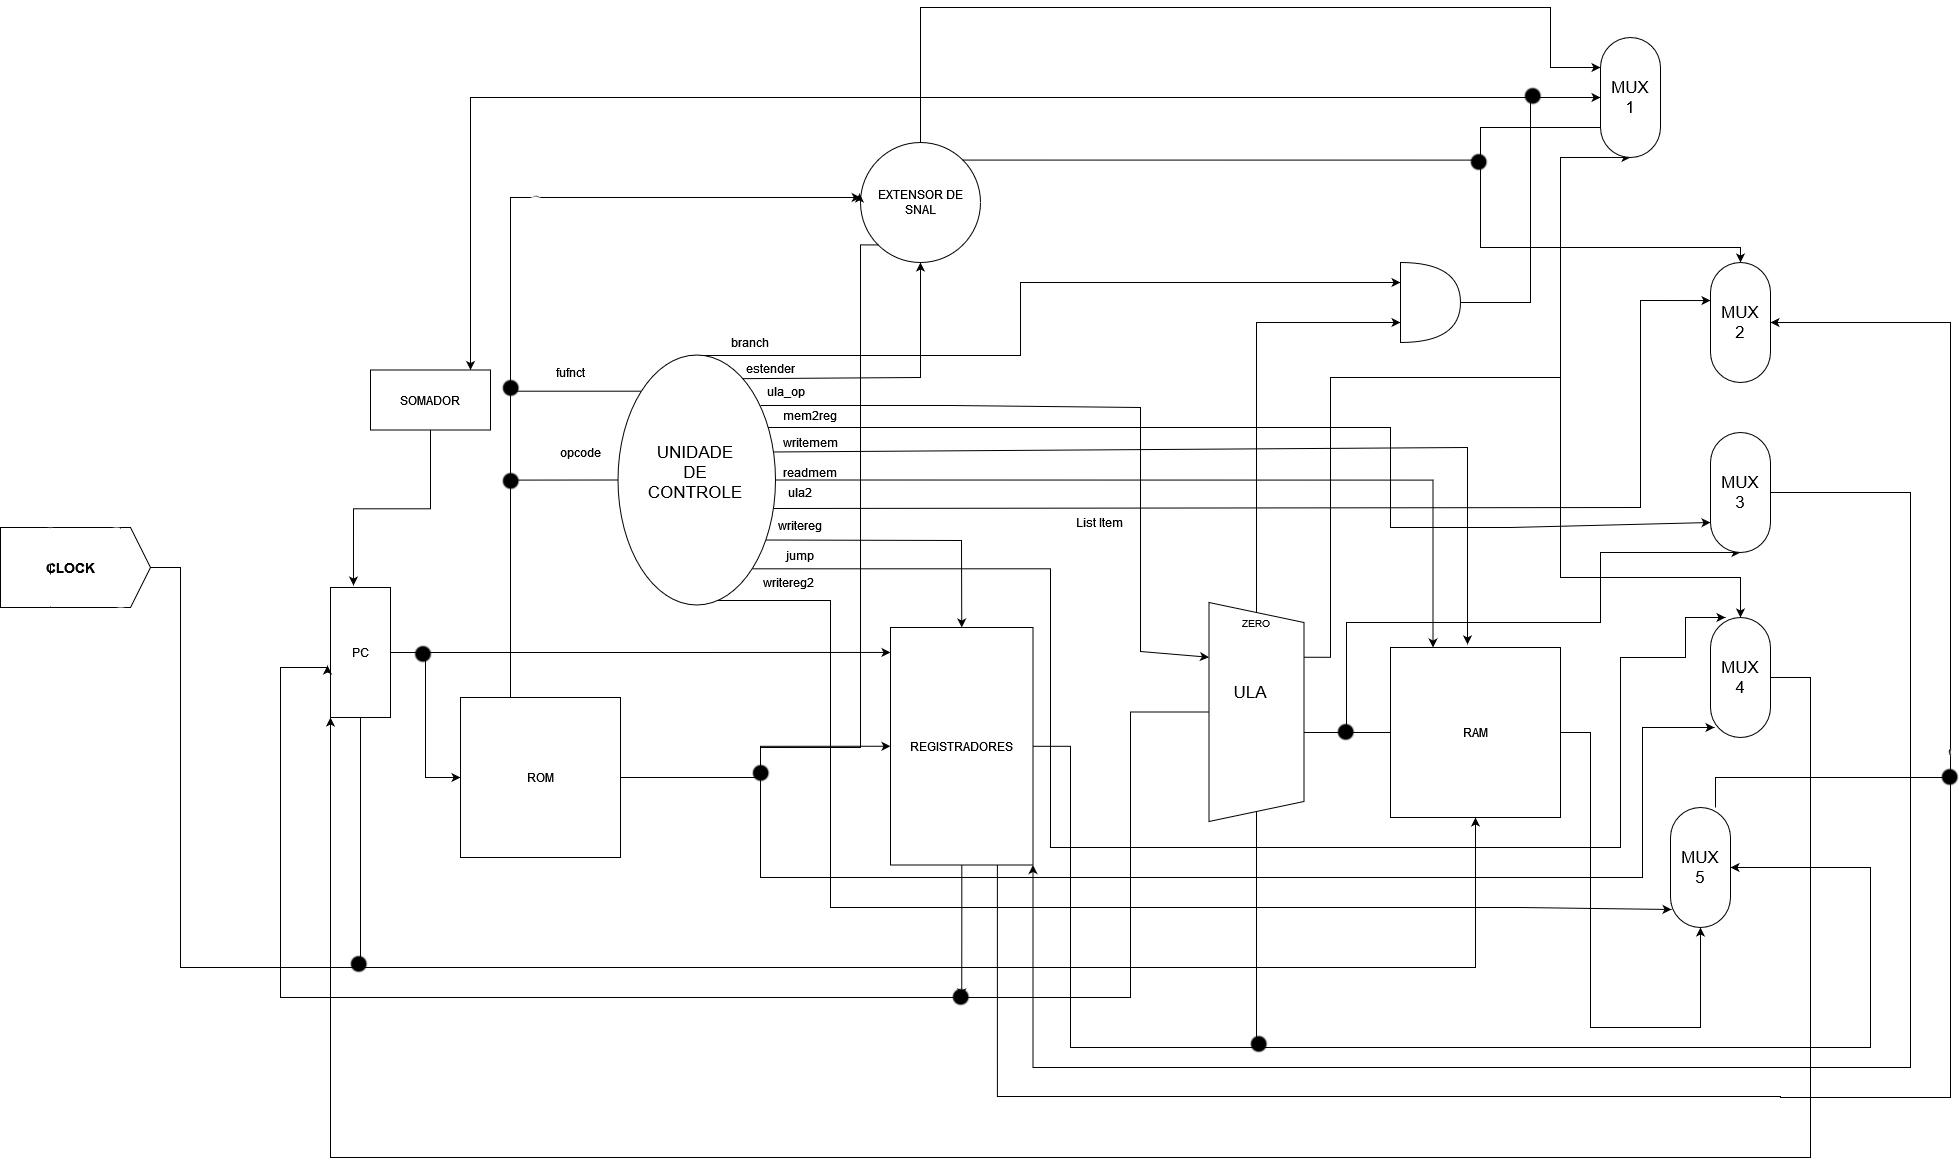 MUX
1
EXTENSOR DE
SNAL
MUX
2
branch
estender
fufnct
ula_op
SOMADOR
mem2reg
writemem
opcode
UNIDADE
DE
CONTROLE
readmem
ula2
MUX
3
writereg
List Item
jump
₵LOCK
writereg2
ZERO
PC
MUX
4
ULA
RAM
REGISTRADORES
ROM
MUX
5